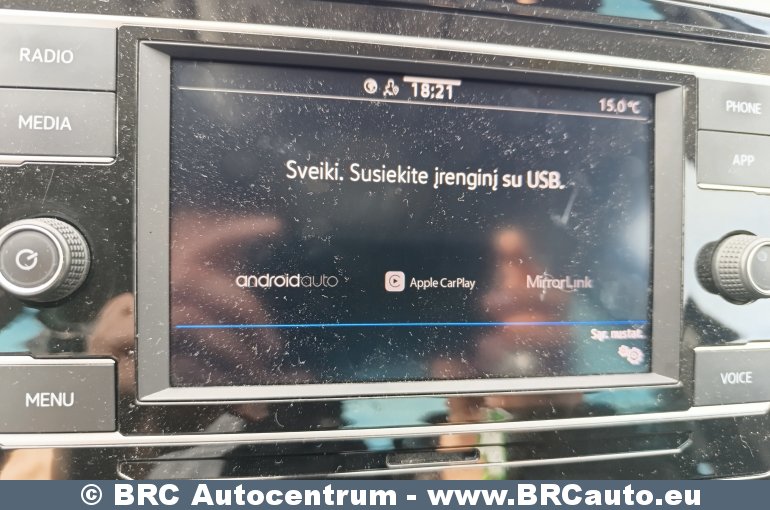 RADIO
MEDIA
MENU
18:21
15.0°C
Sveiki. Susiekite įrenginį su USB.
androidauto
Apple CarPlay
MirrorLink
Sąr. nustat.
PHONE
APP
VOICE
© BRC Autocentrum - www.BRCauto.eu